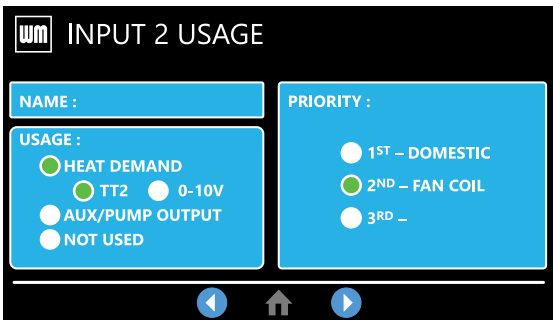 wm INPUT 2 USAGE
NAME :
USAGE :
HEAT DEMAND
TT2 0-10V
AUX/PUMP OUTPUT
NOT USED
PRIORITY :
1ST – DOMESTIC
2ND – FAN COIL
3RD –